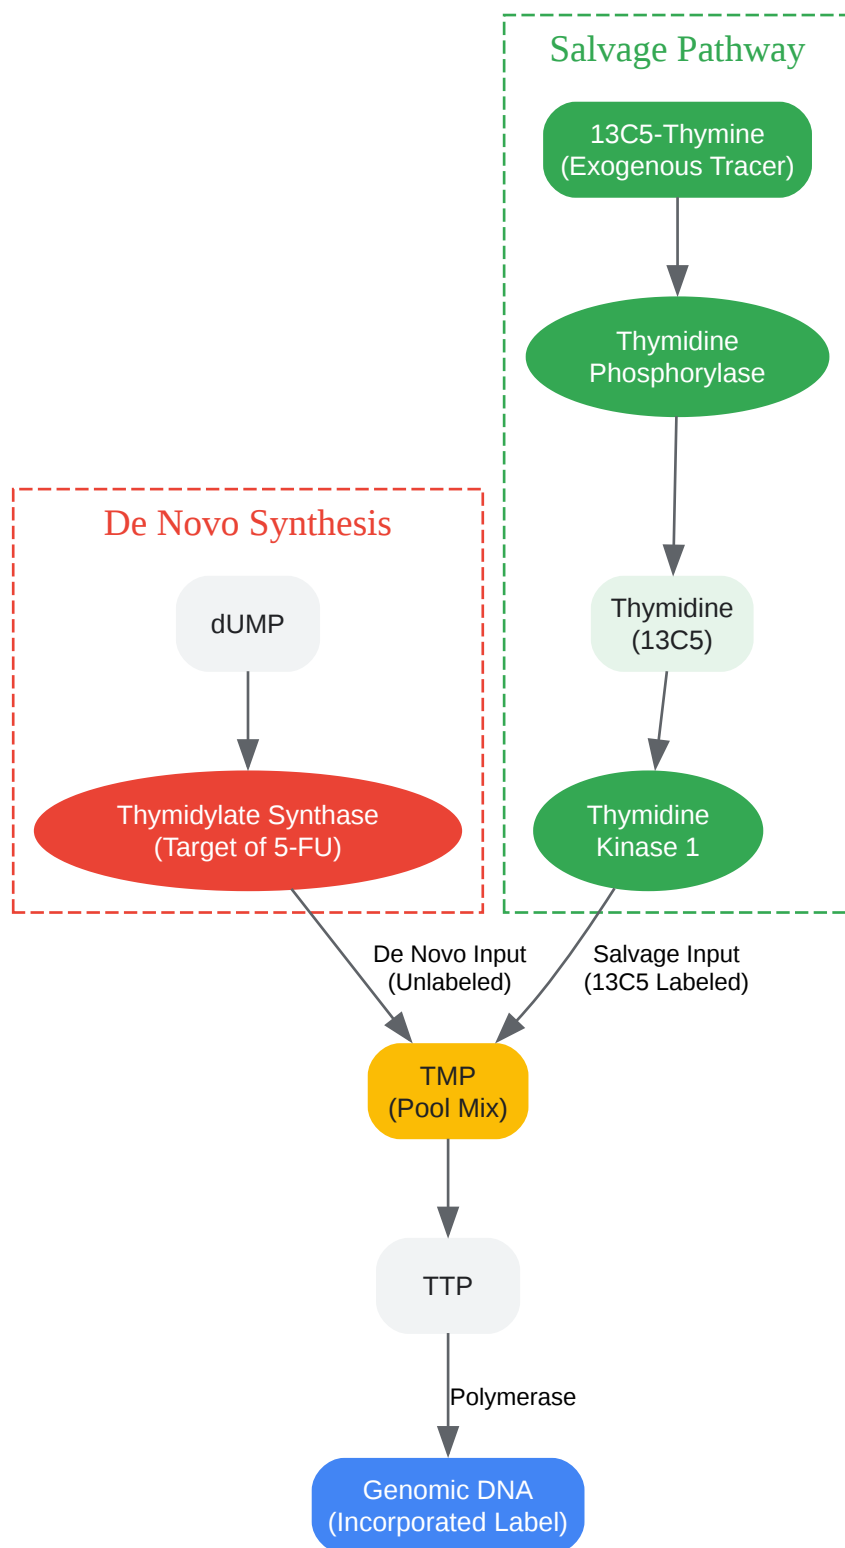 Salvage Pathway
13C5-Thymine
(Exogenous Tracer)
Thymidine
Phosphorylase
De Novo Synthesis
dUMP
Thymidine
(13C5)
Thymidylate Synthase
(Target of 5-FU)
Thymidine
Kinase 1
De Novo Input
(Unlabeled)
Salvage Input
(13C5 Labeled)
TMP
(Pool Mix)
TTP
Polymerase
Genomic DNA
(Incorporated Label)